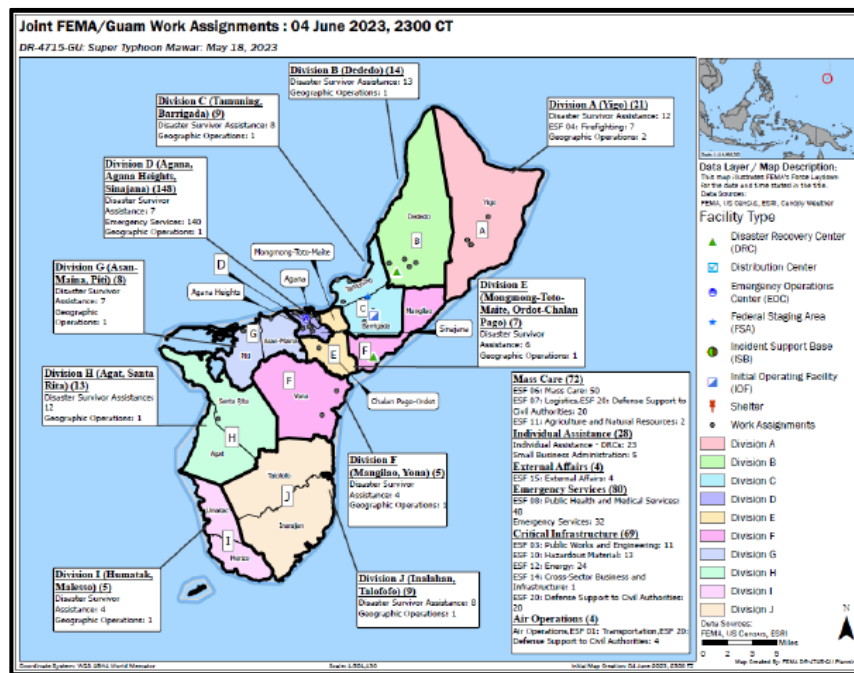 Joint FEMA/Guam Work Assignments : 04 June 2023, 2300 CT
DR-4715-GU: Super Typhoon Mawar: May 18, 2023
Division B (Dededo) (14)
Disaster Survivor Assistance: 13
Geographic Operations: 1
Division C (Tamuning,
Barrigada) (9)
Disaster Survivor Assistance: 8
Geographic Operations: 1
Division A (Yigo) (21)
Disaster Survivor Assistance: 12
ESF 04: Firefighting: 7
Geographic Operations: 2
Division D (Agana,
Agana Heights,
Sinajana) (148)
Disaster Survivor
Assistance: 7
Emergency Services: 140
Geographic Operations: 1
Mongmong-Toto-Maite
Agana
D
Agana Heights
Division G (Asan-
Maina, Piti) (8)
Disaster Survivor
Assistance: 7
Geographic
Operations: 1
Division E
(Mongmong-Toto-
Maite, Ordot-Chalan
Pago) (7)
Disaster Survivor
Assistance: 6
Geographic Operations: 1
Division H (Agat, Santa
Rita) (13)
Disaster Survivor Assistance:
12
Geographic Operations: 1
Yigo
A
Dededo
B
Tamuning
C
Barrigada
Mangilao
Sinajana
F
G
Piti
Asan-Maina
E
Chalan Pago-Ordot
F
Yona
Santa Rita
H
Agat
Talofofo
J
Inarajan
Umatac
I
Merizo
Division F
(Mangilao, Yona) (5)
Disaster Survivor
Assistance: 4
Geographic Operations: 1
Division I (Humatak,
Malesso) (5)
Disaster Survivor
Assistance: 4
Geographic Operations: 1
Division J (Inalahan,
Talofofo) (9)
Disaster Survivor Assistance: 8
Geographic Operations: 1
Mass Care (72)
ESF 06: Mass Care: 50
ESF 07: Logistics,ESF 20: Defense Support to
Civil Authorities: 20
ESF 11: Agriculture and Natural Resources: 2
Individual Assistance (28)
Individual Assistance - DRCs: 23
Small Business Administration: 5
External Affairs (4)
ESF 15: External Affairs: 4
Emergency Services (80)
ESF 08: Public Health and Medical Services:
48
Emergency Services: 32
Critical Infrastructure (69)
ESF 03: Public Works and Engineering: 11
ESF 10: Hazardous Material: 13
ESF 12: Energy: 24
ESF 14: Cross-Sector Business and
Infrastructure: 1
ESF 20: Defense Support to Civil Authorities:
20
Air Operations (4)
Air Operations,ESF 01: Transportation,ESF 20:
Defense Support to Civil Authorities: 4
Data Layer / Map Description:
This map illustrates FEMA's Force Laydown
for the date and time stated in the title.
Data Sources:
FEMA, US Census, ESRI, Canopy Weather
Facility Type
Disaster Recovery Center
(DRC)
Distribution Center
Emergency Operations
Center (EOC)
Federal Staging Area
(FSA)
Incident Support Base
(ISB)
Initial Operating Facility
(IOF)
Shelter
Work Assignments
Division A
Division B
Division C
Division D
Division E
Division F
Division G
Division H
Division I
Division J
Data Sources:
FEMA, US Census, ESRI
N
Miles
0 2
Coordinate System: WGS 1984 World Mercator
Initial Map Creation: 04 June 2023, 2300 CT